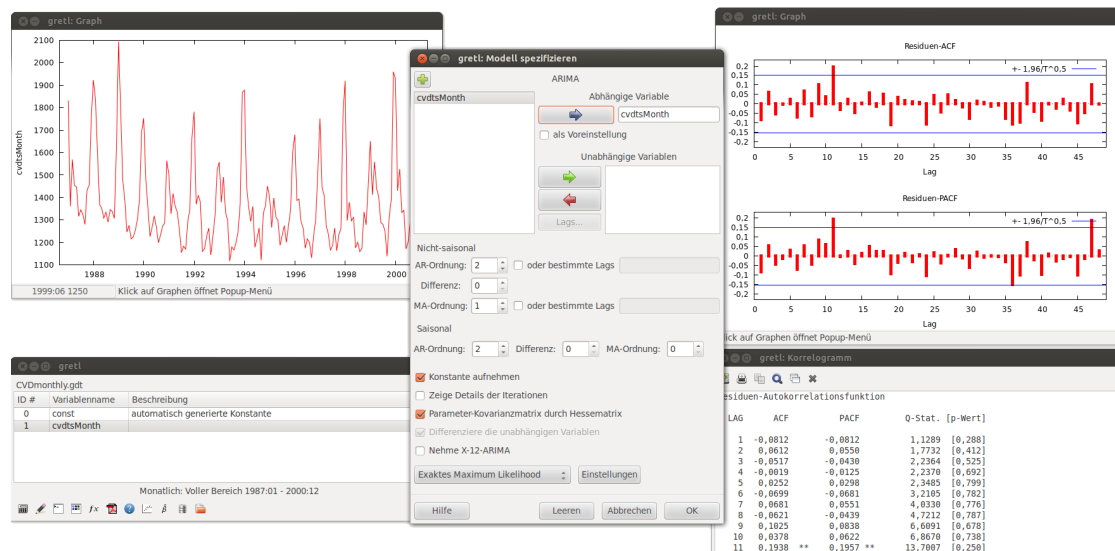 gretl: Graph
2100
2000
1900
1800
1700
1600
1500
1400
1300
1200
1100
cvdtsMonth
1988 1990 1992 1994 1996 1998 2000
1999:06 1250 Klick auf Graphen öffnet Popup-Menü
gretl
CVDmonthly.gdt
ID # Variablenname Beschreibung
0 const automatisch generierte Konstante
1 cvdtsMonth
Monatlich: Voller Bereich 1987:01 - 2000:12
gretl: Modell spezifizieren
ARIMA
cvdtsMonth
Abhängige Variable
cvdtsMonth
als Voreinstellung
Unabhängige Variablen
Lags...
Nicht-saisonal
AR-Ordnung: 2 oder bestimmte Lags
Differenz: 0
MA-Ordnung: 1 oder bestimmte Lags
Saisonal
AR-Ordnung: 2 Differenz: 0 MA-Ordnung: 0
Konstante aufnehmen
Zeige Details der Iterationen
Parameter-Kovarianzmatrix durch Hessematrix
Differenziere die unabhängigen Variablen
Nehme X-12-ARIMA
Exaktes Maximum Likelihood Einstellungen
Hilfe Leeren Abbrechen OK
gretl: Graph
Residuen-ACF
+- 1,96/T^0,5
0,2
0,15
0,1
0,05
0
-0,05
-0,1
-0,15
-0,2
0 5 10 15 20 25 30 35 40 45
Lag
Residuen-PACF
+- 1,96/T^0,5
0,2
0,15
0,1
0,05
0
-0,05
-0,1
-0,15
-0,2
0 5 10 15 20 25 30 35 40 45
Lag
lick auf Graphen öffnet Popup-Menü
gretl: Korrelogramm
esiduen-Autokorrelationsfunktion
LAG ACF PACF Q-Stat. [p-Wert]
1 -0,0812 -0,0812 1,1289 [0,288]
2 0,0612 0,0550 1,7732 [0,412]
3 -0,0517 -0,0430 2,2364 [0,525]
4 -0,0019 -0,0125 2,2370 [0,692]
5 0,0252 0,0298 2,3485 [0,799]
6 -0,0699 -0,0681 3,2105 [0,782]
7 0,0681 0,0551 4,0330 [0,776]
8 -0,0621 -0,0439 4,7212 [0,787]
9 0,1025 0,0838 6,6091 [0,678]
10 0,0378 0,0622 6,8670 [0,738]
11 0,1938 ** 0,1957 ** 13,7007 [0,250]